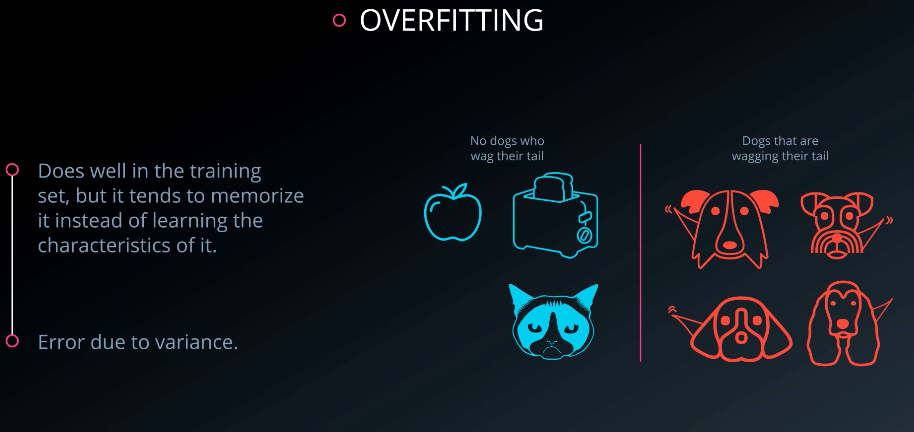 OVERFITTING
Does well in the training
set, but it tends to memorize
it instead of learning the
characteristics of it.
Error due to variance.
No dogs who
wag their tail
Dogs that are
wagging their tail